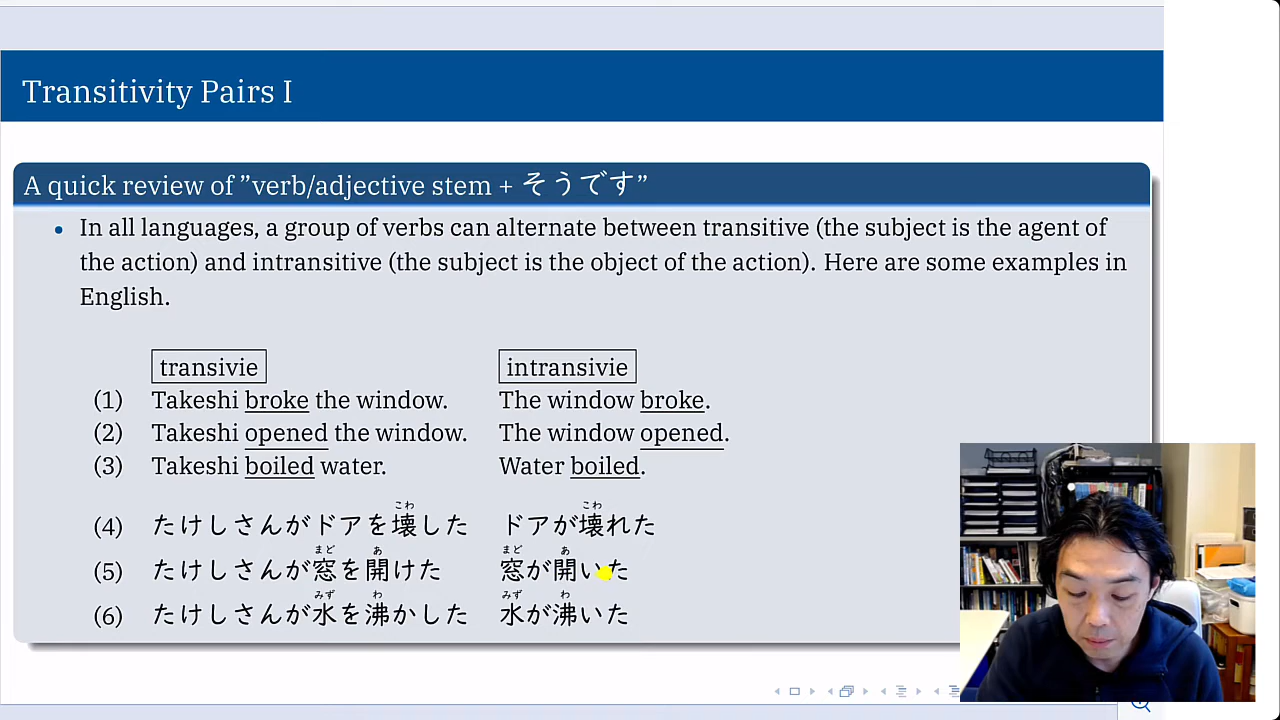 Transitivity Pairs I
A quick review of ”verb/adjective stem + そうです”
• In all languages, a group of verbs can alternate between transitive (the subject is the agent of
the action) and intransitive (the subject is the object of the action). Here are some examples in
English.
transivie intransivie
(1) Takeshi broke the window. The window broke.
(2) Takeshi opened the window. The window opened.
(3) Takeshi boiled water. Water boiled.
こわ こわ
(4) たけしさんがドアを壊した ドアが壊れた
まど あ まど あ
(5) たけしさんが窓を開けた 窓が開いた
みず わ みず わ
(6) たけしさんが水を沸かした 水が沸いた